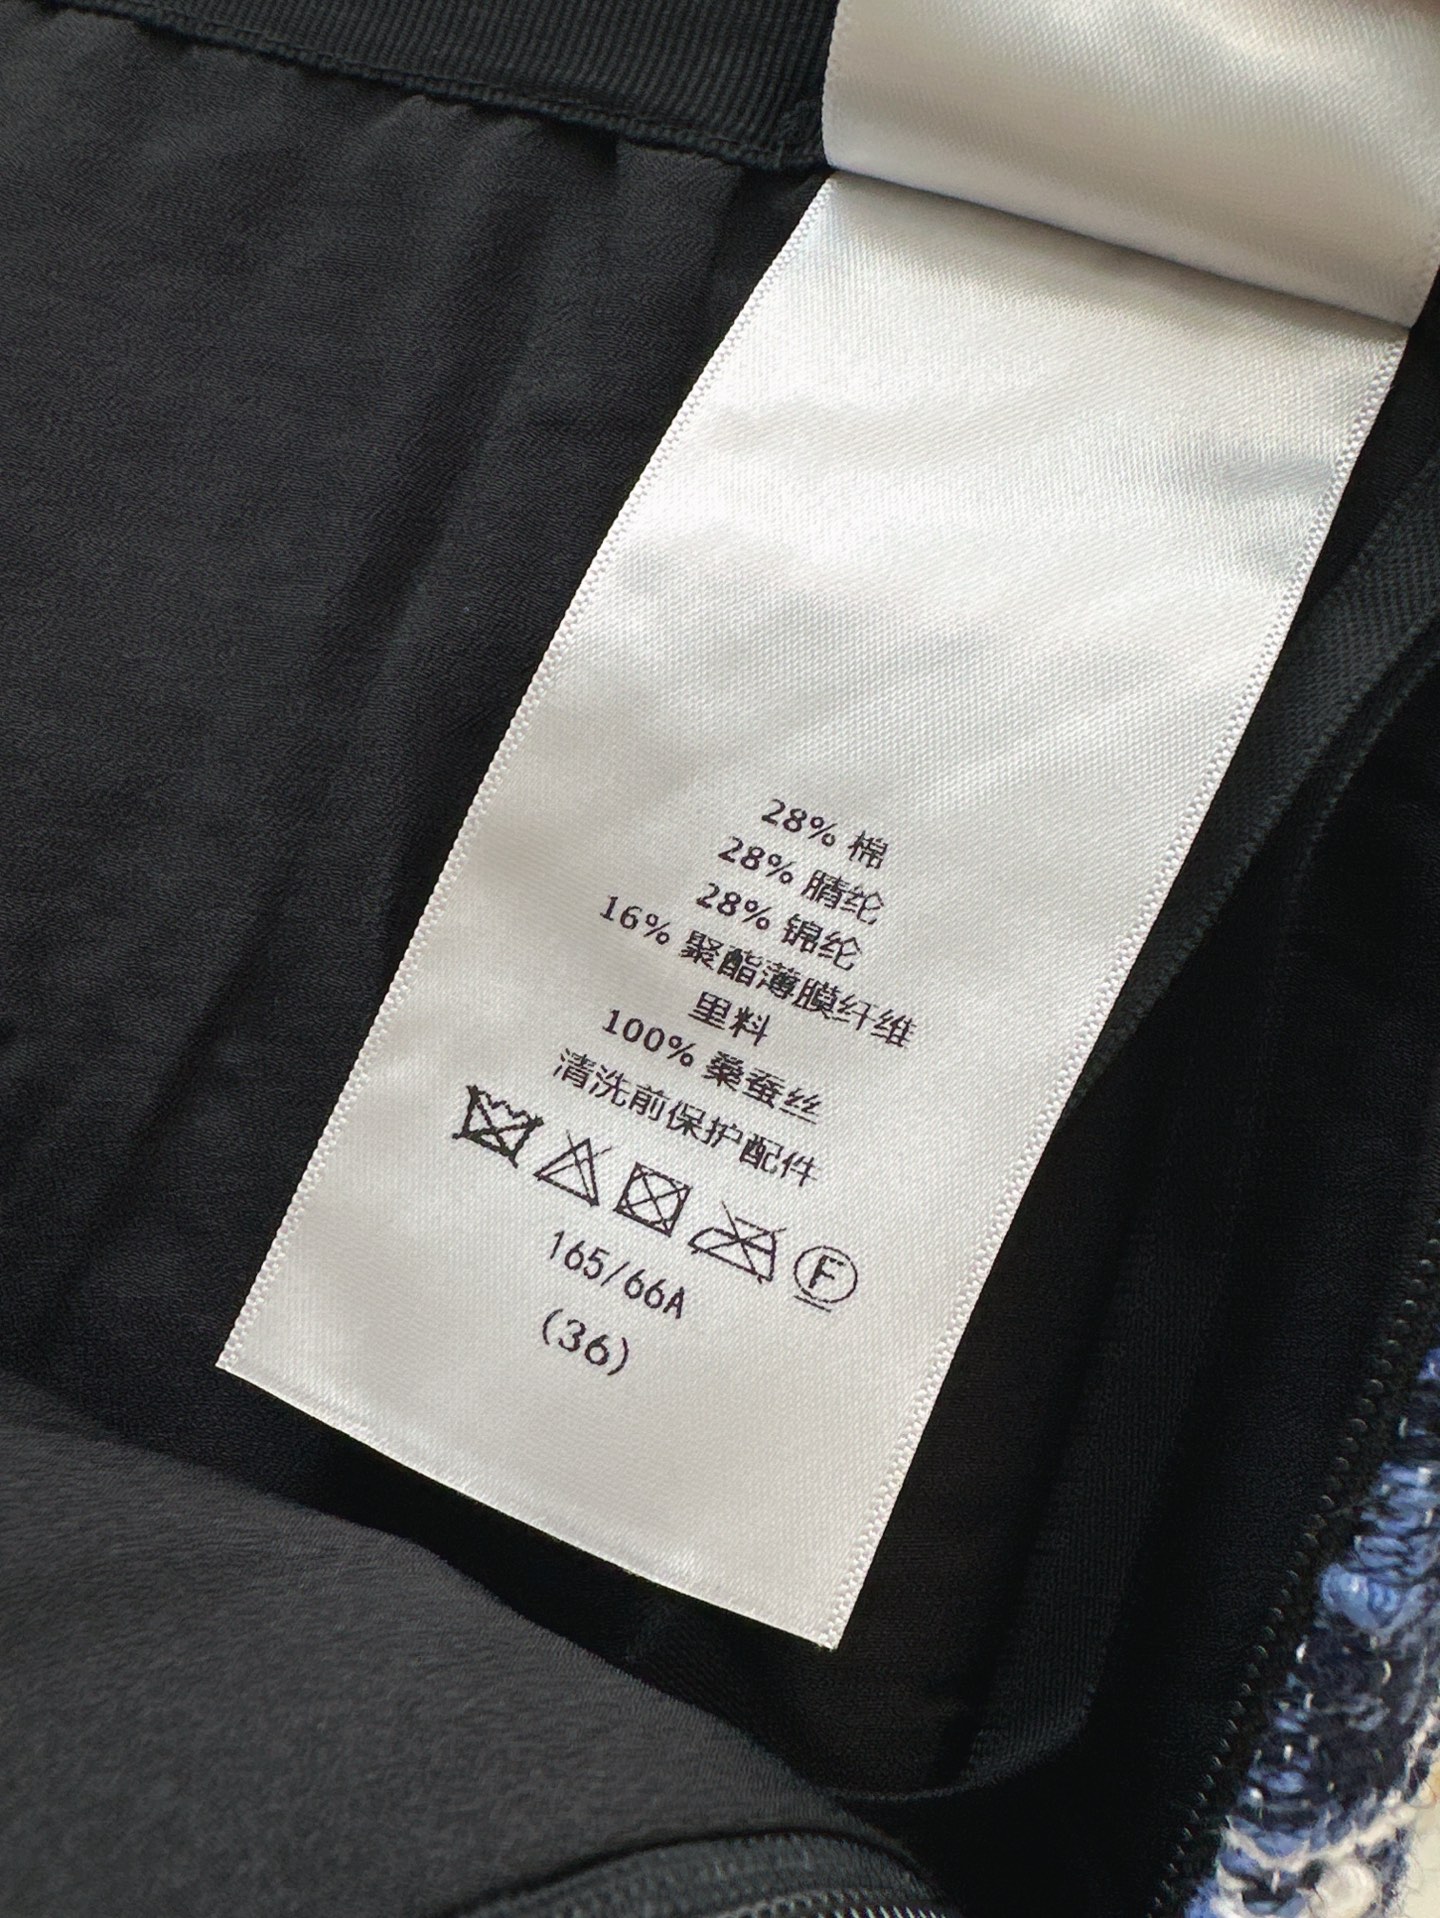 28% 棉
28% 腈纶
28% 锦纶
16% 聚酯薄膜纤维
里料
100% 桑蚕丝
清洗前保护配件
F
165/66A
(36)